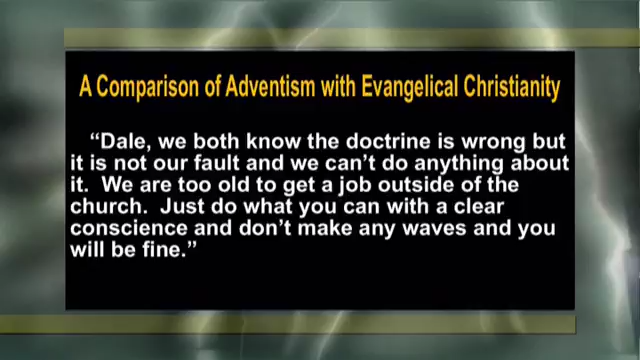 A Comparison of Adventism with Evangelical Christianity
“Dale, we both know the doctrine is wrong but
it is not our fault and we can’t do anything about
it. We are too old to get a job outside of the
church. Just do what you can with a clear
conscience and don’t make any waves and you
will be fine.”